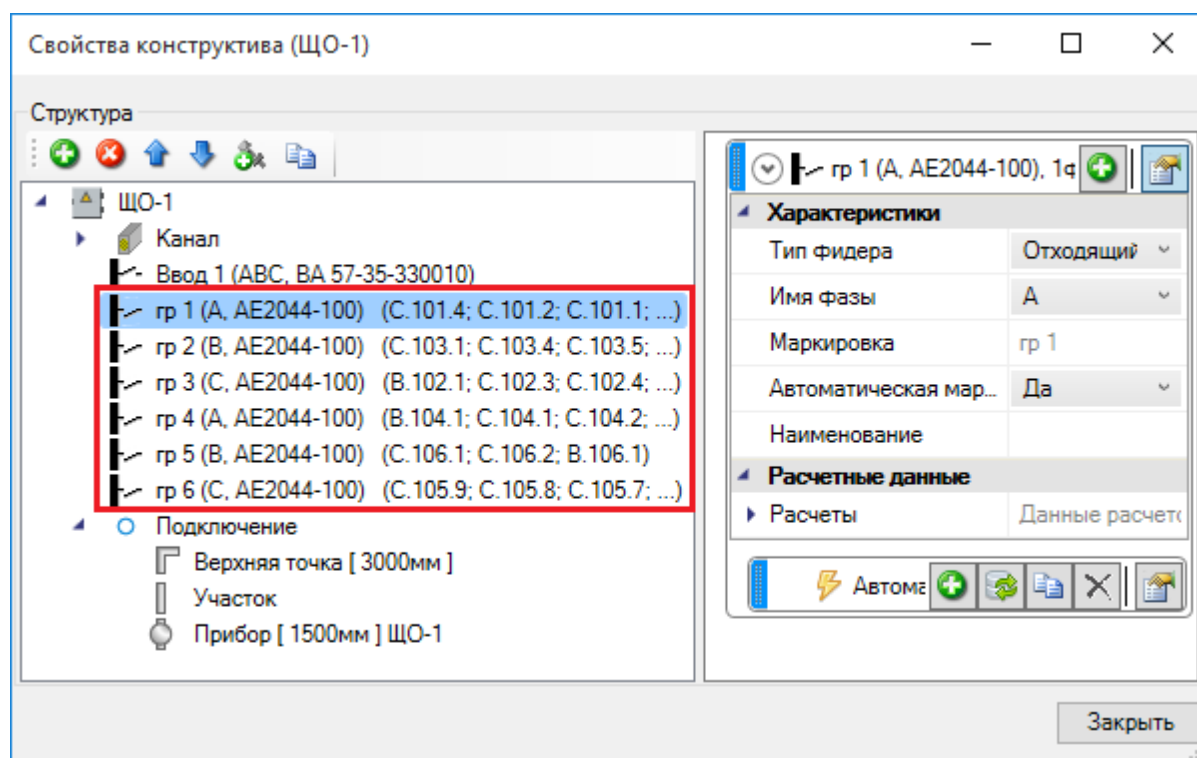 Свойства конструктива (ЩО-1)
Структура
ЩО-1
Канал
Ввод 1 (ABC, ВА 57-35-330010)
гр 1 (A, AE2044-100) (C.101.4; C.101.2; C.101.1; ...)
гр 2 (B, AE2044-100) (C.103.1; C.103.4; C.103.5; ...)
гр 3 (C, AE2044-100) (B.102.1; C.102.3; C.102.4; ...)
гр 4 (A, AE2044-100) (B.104.1; C.104.1; C.104.2; ...)
гр 5 (B, AE2044-100) (C.106.1; C.106.2; B.106.1)
гр 6 (C, AE2044-100) (C.105.9; C.105.8; C.105.7; ...)
Подключение
Верхняя точка [ 3000мм ]
Участок
Прибор [ 1500мм ] ЩО-1
гр 1 (A, AE2044-100), 1ф
Характеристики
Тип фидера Отходящий
Имя фазы A
Маркировка гр 1
Автоматическая мар... Да
Наименование
Расчетные данные
Расчеты Данные расчето
Автома
Закрыть